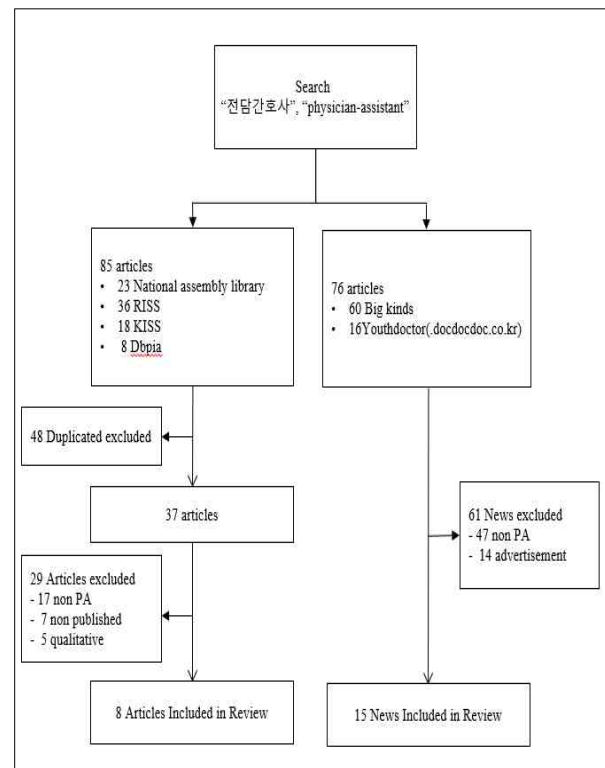 Search
“전담간호사”, “physician-assistant”
85 articles
• 23 National assembly library
• 36 RISS
• 18 KISS
• 8 Dbpia
76 articles
• 60 Big kinds
• 16Youthdoctor(.docdocdoc.co.kr)
48 Duplicated excluded
37 articles
61 News excluded
- 47 non PA
- 14 advertisement
29 Articles excluded
- 17 non PA
- 7 non published
- 5 qualitative
8 Articles Included in Review
15 News Included in Review